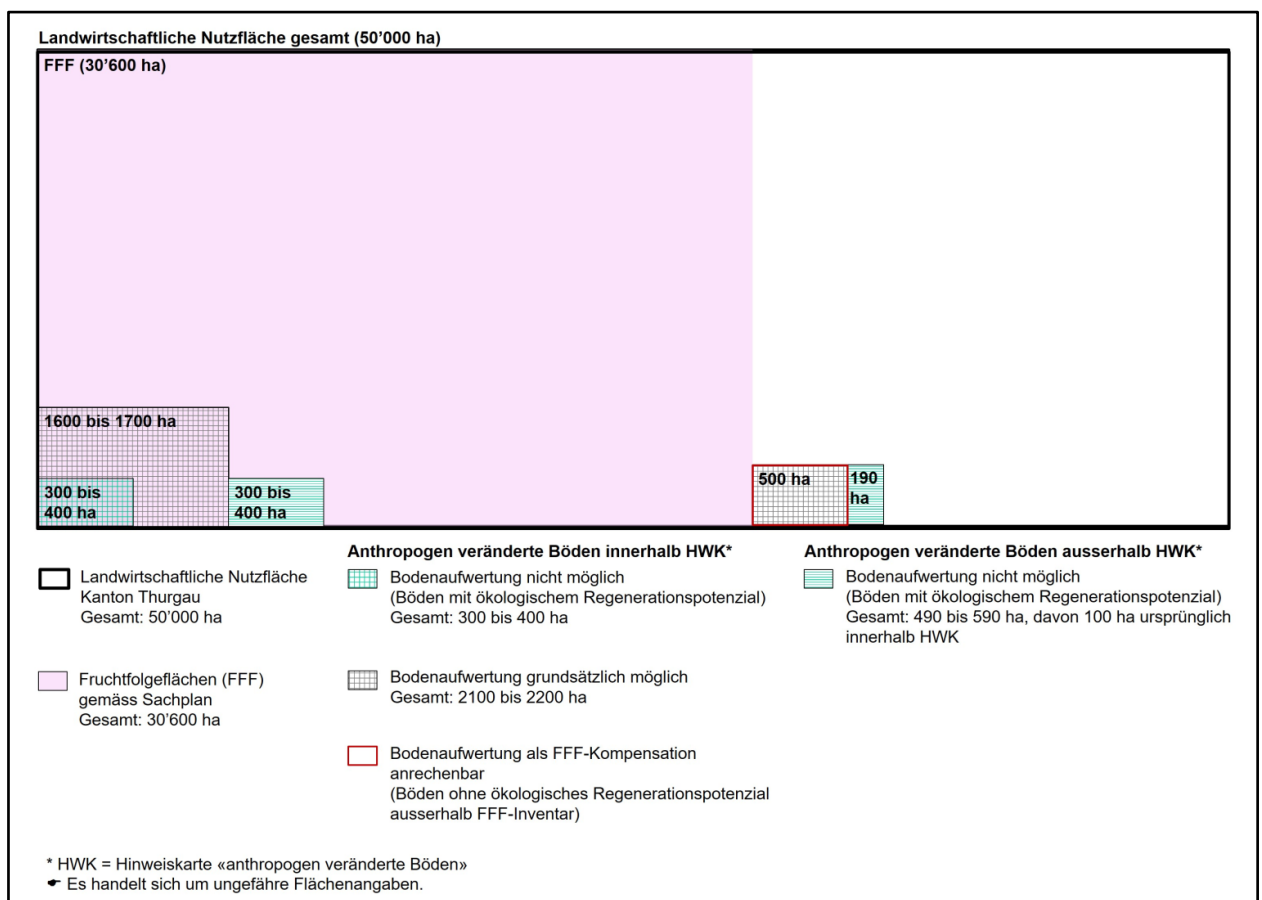 Landwirtschaftliche Nutzfläche gesamt (50’000 ha)
FFF (30’600 ha)
1600 bis 1700 ha
300 bis
400 ha
300 bis
400 ha
500 ha
190
ha
Landwirtschaftliche Nutzfläche
Kanton Thurgau
Gesamt: 50’000 ha
Fruchtfolgeflächen (FFF)
gemäss Sachplan
Gesamt: 30’600 ha
Anthropogen veränderte Böden innerhalb HWK*
Bodenaufwertung nicht möglich
(Böden mit ökologischem Regenerationspotenzial)
Gesamt: 300 bis 400 ha
Bodenaufwertung grundsätzlich möglich
Gesamt: 2100 bis 2200 ha
Bodenaufwertung als FFF-Kompensation
anrechenbar
(Böden ohne ökologisches Regenerationspotenzial
ausserhalb FFF-Inventar)
Anthropogen veränderte Böden ausserhalb HWK*
Bodenaufwertung nicht möglich
(Böden mit ökologischem Regenerationspotenzial)
Gesamt: 490 bis 590 ha, davon 100 ha ursprünglich
innerhalb HWK
* HWK = Hinweiskarte «anthropogen veränderte Böden»
☛ Es handelt sich um ungefähre Flächenangaben.